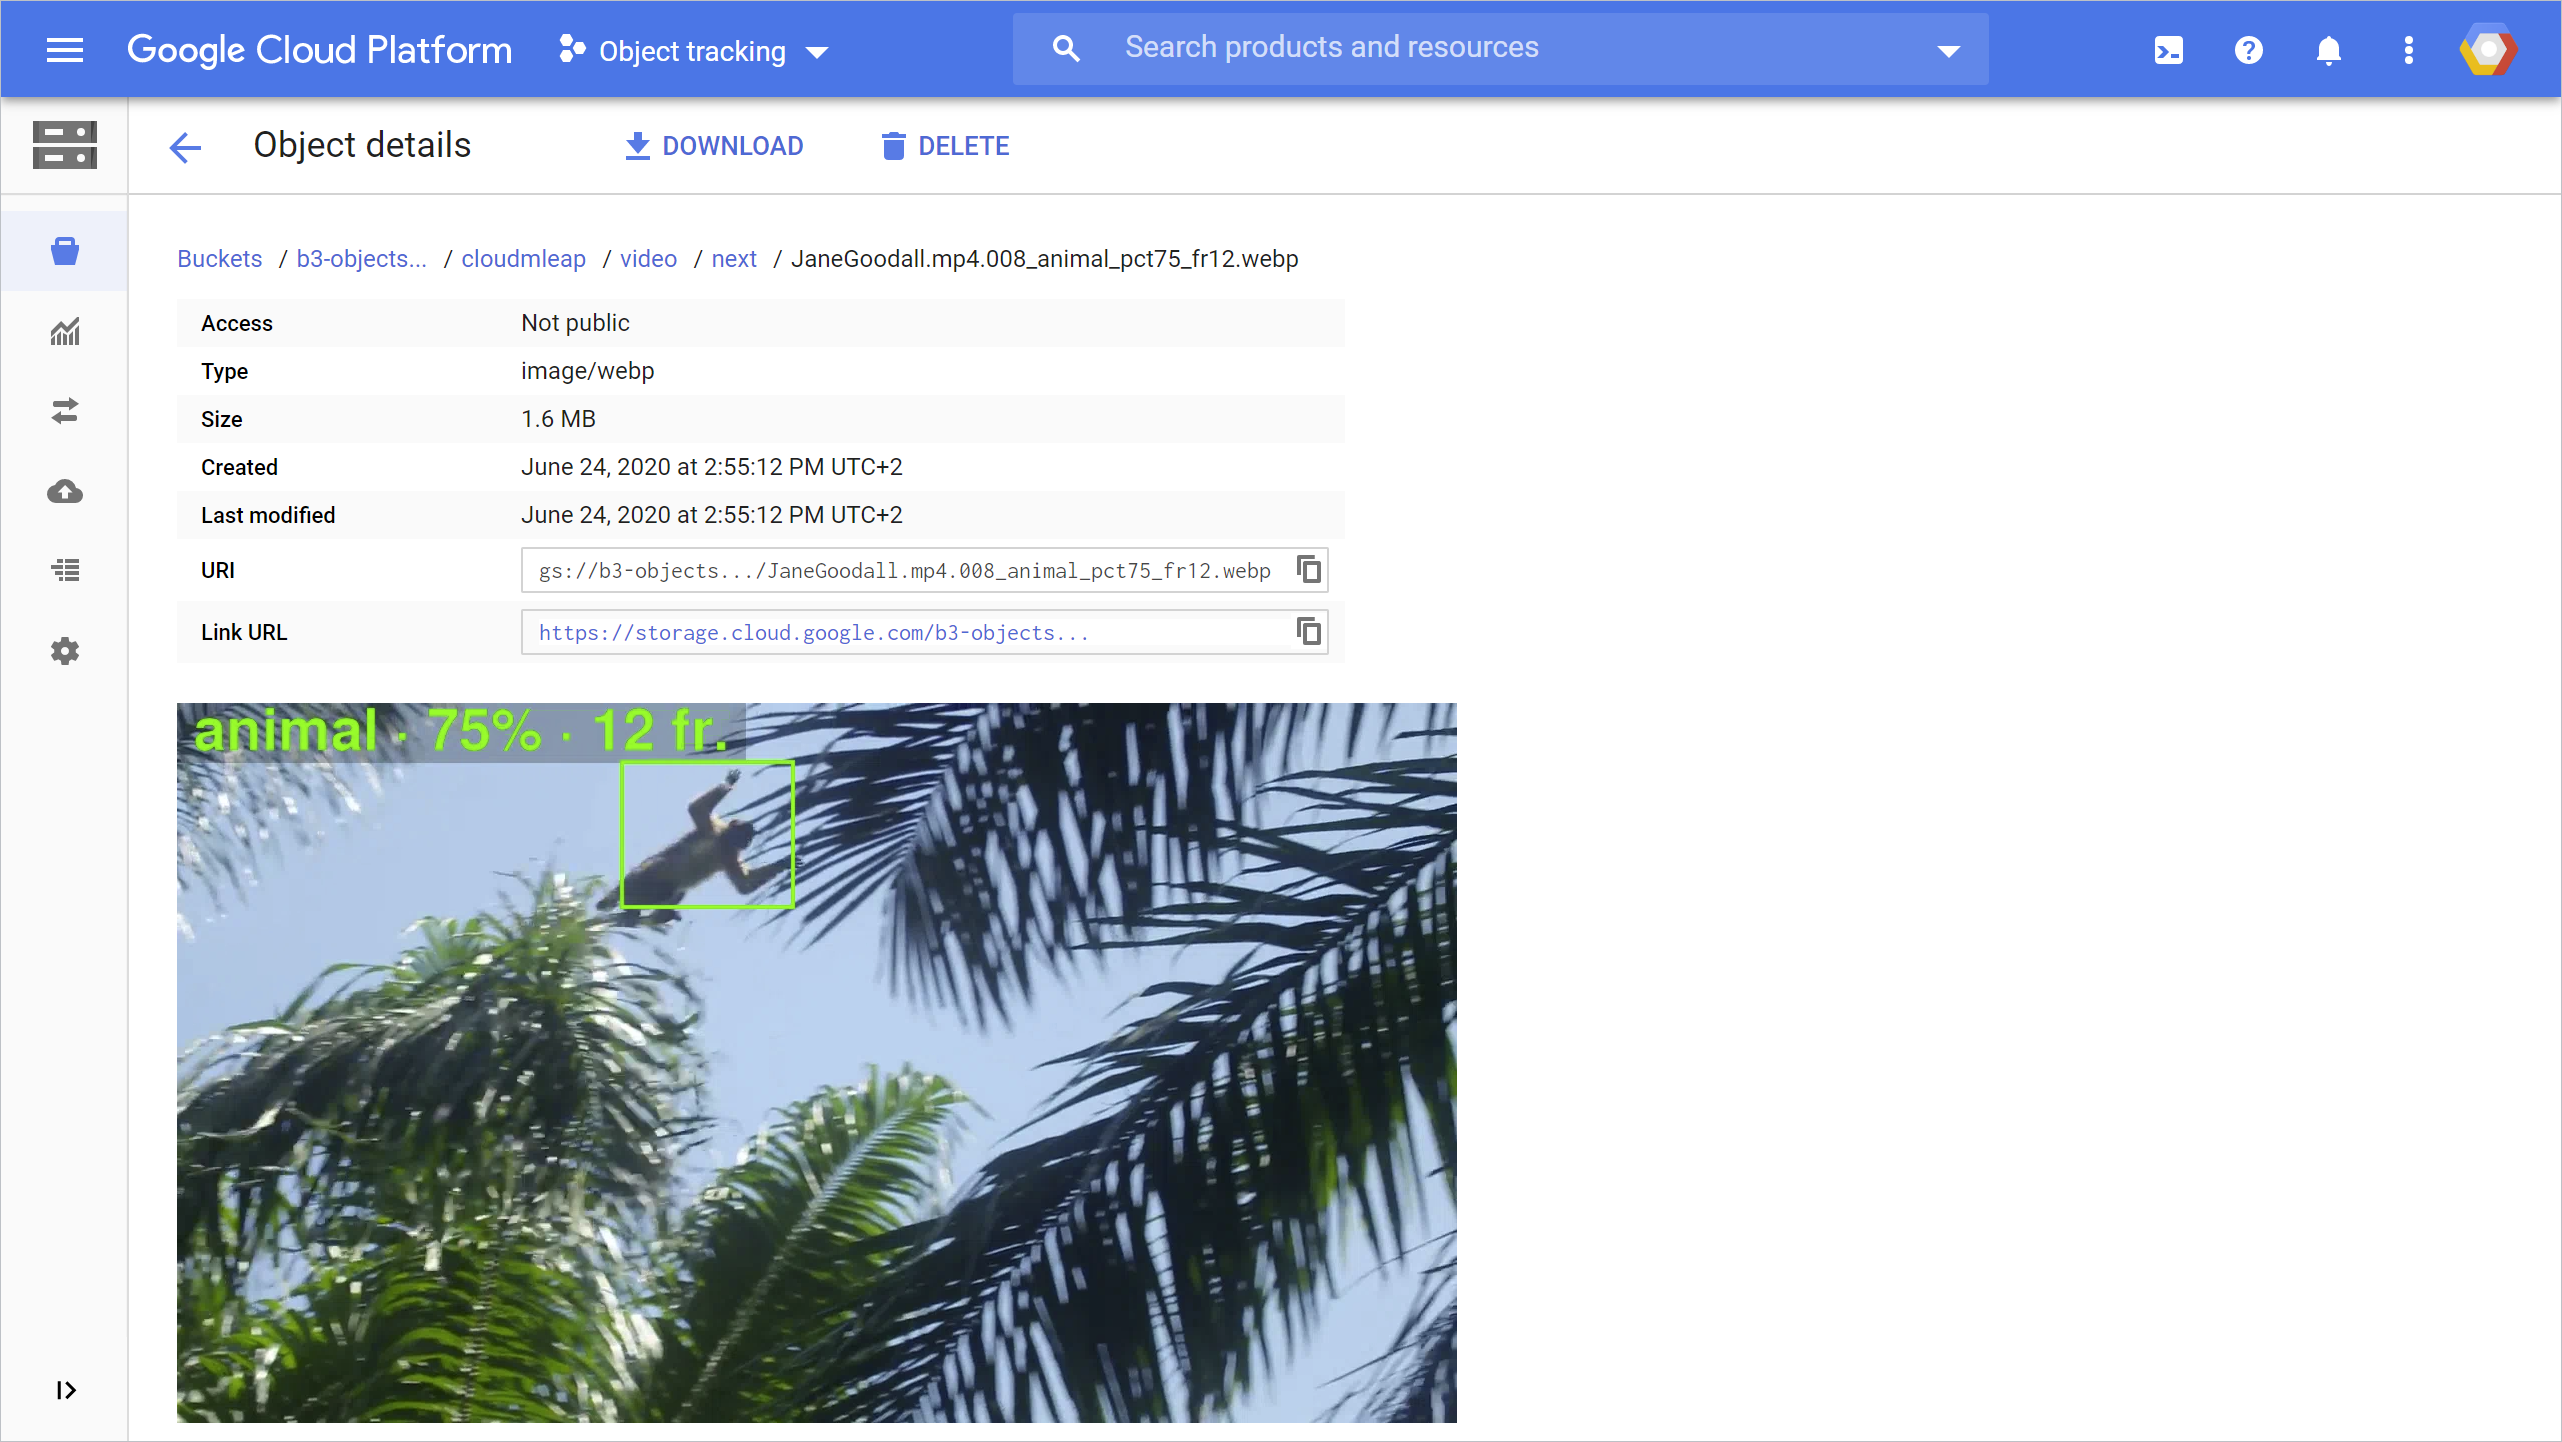 Google Cloud Platform Object tracking Search products and resources
Object details DOWNLOAD DELETE
Buckets / b3-objects... / cloudmleap / video / next / JaneGoodall.mp4.008_animal_pct75_fr12.webp
Access Not public
Type image/webp
Size 1.6 MB
Created June 24, 2020 at 2:55:12 PM UTC+2
Last modified June 24, 2020 at 2:55:12 PM UTC+2
URI gs://b3-objects.../JaneGoodall.mp4.008_animal_pct75_fr12.webp
Link URL https://storage.cloud.google.com/b3-objects...
animal · 75% · 12 fr.